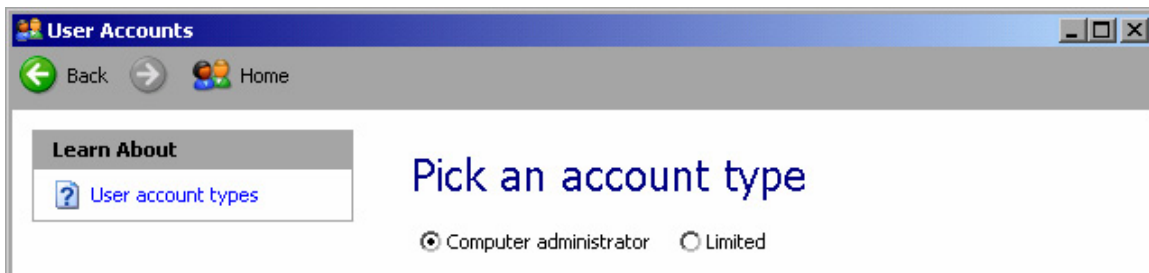 User Accounts
Back Home
Learn About
User account types
Pick an account type
Computer administrator Limited